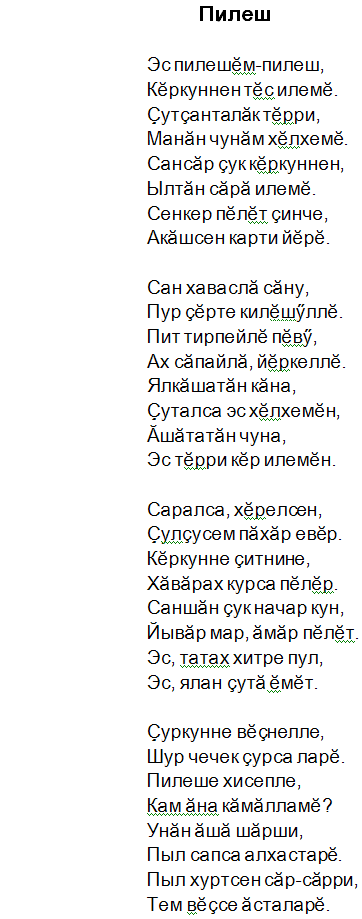 Пилеш
Эс пилешӗм-пилеш,
Кӗркуннен тӗс илемӗ.
Ҫутҫанталӑк тӗрри,
Манӑн чунӑм хӗлхемӗ.
Сансӑр ҫук кӗркуннен,
Ылтӑн сӑрӑ илемӗ.
Сенкер пӗлӗт ҫинче,
Акӑшсен карти йӗрӗ.
Сан хаваслӑ сӑну,
Пур ҫӗрте килӗшӳллӗ.
Пит тирпейлӗ пӗвӳ,
Ах сӑпайлӑ, йӗркеллӗ.
Ялкӑшатӑн кӑна,
Ҫуталса эс хӗлхемӗн,
Ӑшӑтатӑн чуна,
Эс тӗрри кӗр илемӗн.
Саралса, хӗрелсен,
Ҫулҫусем пӑхӑр евӗр.
Кӗркунне ҫитнине,
Хӑвӑрах курса пӗлӗр.
Саншӑн ҫук начар кун,
Йывӑр мар, ӑмӑр пӗлӗт.
Эс, татах хитре пул,
Эс, ялан ҫутӑ ӗмӗт.
Ҫуркунне вӗҫнелле,
Шур чечек ҫурса ларӗ.
Пилеше хисепле,
Кам ӑна кӑмӑлламӗ?
Унӑн ӑшӑ шӑрши,
Пыл сапса алхастарӗ.
Пыл хуртсен сӑр-сӑрри,
Тем вӗҫсе ӑсталарӗ.